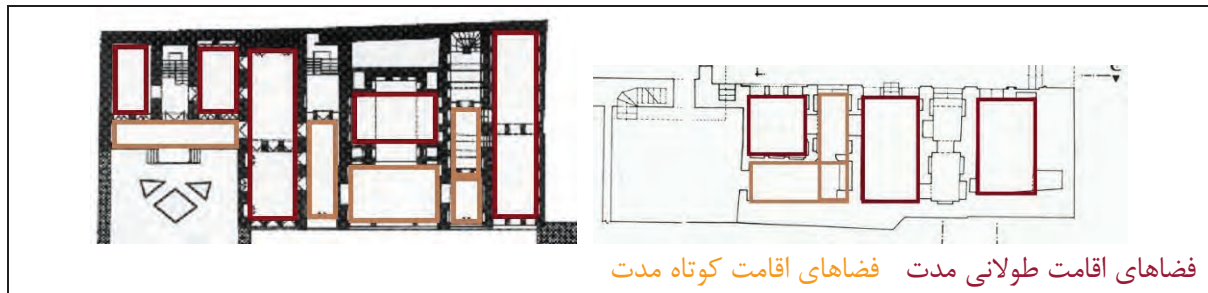 فضاهای اقامت طولانی مدت فضاهای اقامت کوتاه مدت